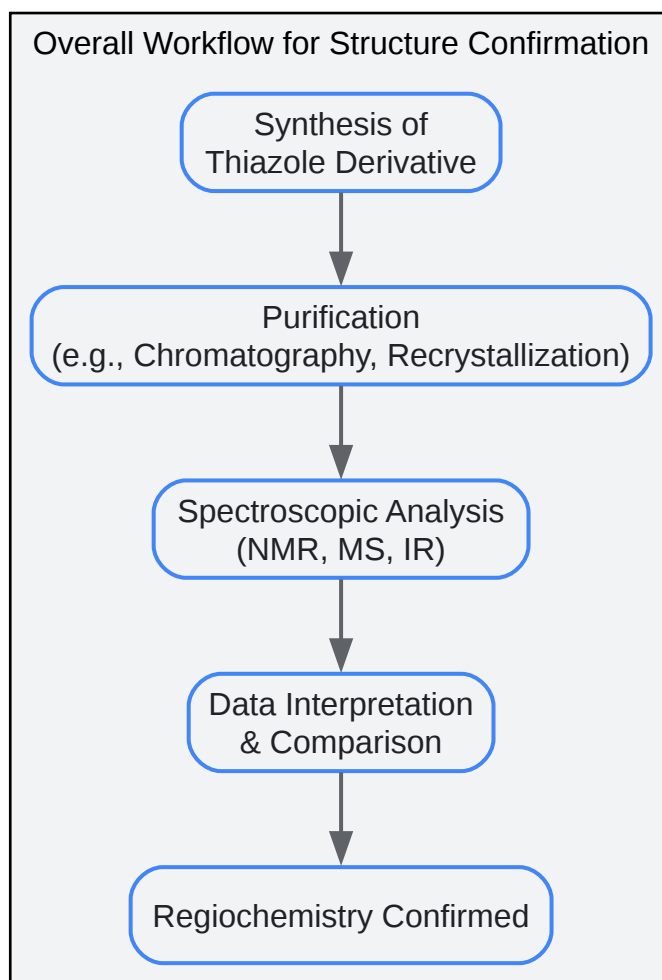 Overall Workflow for Structure Confirmation
Synthesis of
Thiazole Derivative
Purification
(e.g., Chromatography, Recrystallization)
Spectroscopic Analysis
(NMR, MS, IR)
Data Interpretation
& Comparison
Regiochemistry Confirmed